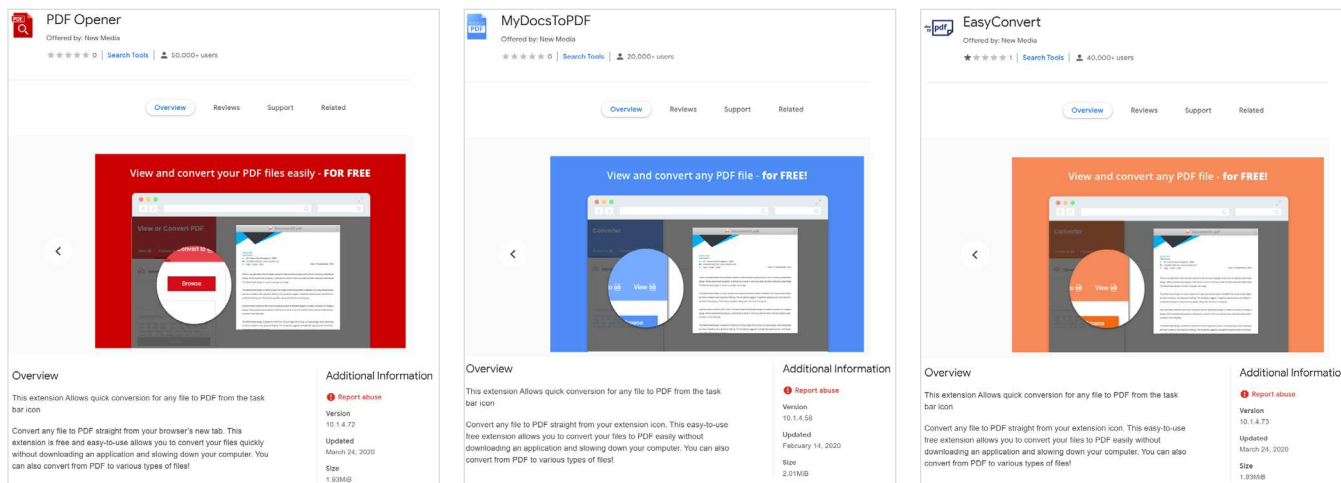 PDF Opener
Offered by: New Media
0 | Search Tools | 50,000+ users
Overview Reviews Support Related
View and convert your PDF files easily - FOR FREE
View or Convert PDF
Browse
Overview
This extension Allows quick conversion for any file to PDF from the task
bar icon
Convert any file to PDF straight from your browser's new tab. This
extension is free and easy-to-use allows you to convert your files quickly
without downloading an application and slowing down your computer. You
can also convert from PDF to various types of files!
Additional Information
Report abuse
Version
10.1.4.72
Updated
March 24, 2020
Size
1.93MiB
MyDocsToPDF
Offered by: New Media
0 | Search Tools | 20,000+ users
Overview Reviews Support Related
View and convert any PDF file - for FREE!
Converter
View
Overview
This extension Allows quick conversion for any file to PDF from the task
bar icon
Convert any file to PDF straight from your extension icon. This easy-to-use
free extension allows you to convert your files to PDF easily without
downloading an application and slowing down your computer. You can also
convert from PDF to various types of files!
Additional Information
Report abuse
Version
10.1.4.58
Updated
February 14, 2020
Size
2.01MiB
EasyConvert
Offered by: New Media
1 | Search Tools | 40,000+ users
Overview Reviews Support Related
View and convert any PDF file - for FREE!
Converter
View
Overview
This extension Allows quick conversion for any file to PDF from the task
bar icon
Convert any file to PDF straight from your extension icon. This easy-to-use
free extension allows you to convert your files to PDF easily without
downloading an application and slowing down your computer. You can also
convert from PDF to various types of files!
Additional Informatio
Report abuse
Version
10.1.4.73
Updated
March 24, 2020
Size
1.93MiB